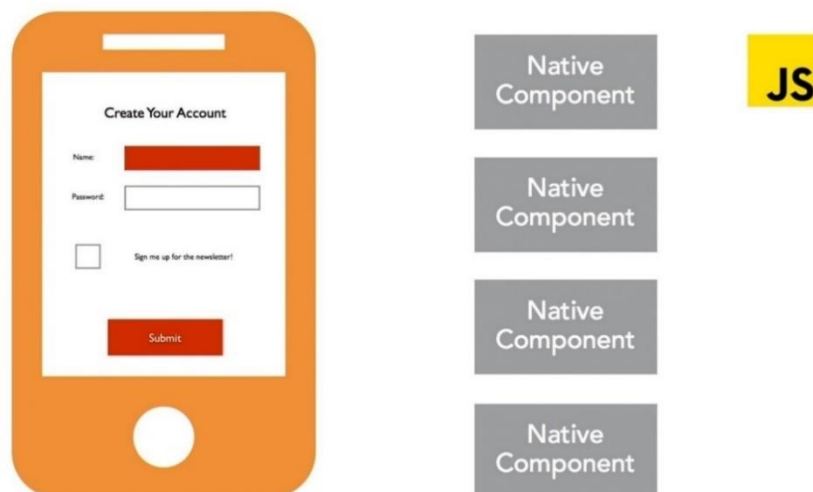 Create Your Account
Name:
Password:
Sign me up for the newsletter!
Submit
Native
Component
Native
Component
Native
Component
Native
Component
JS